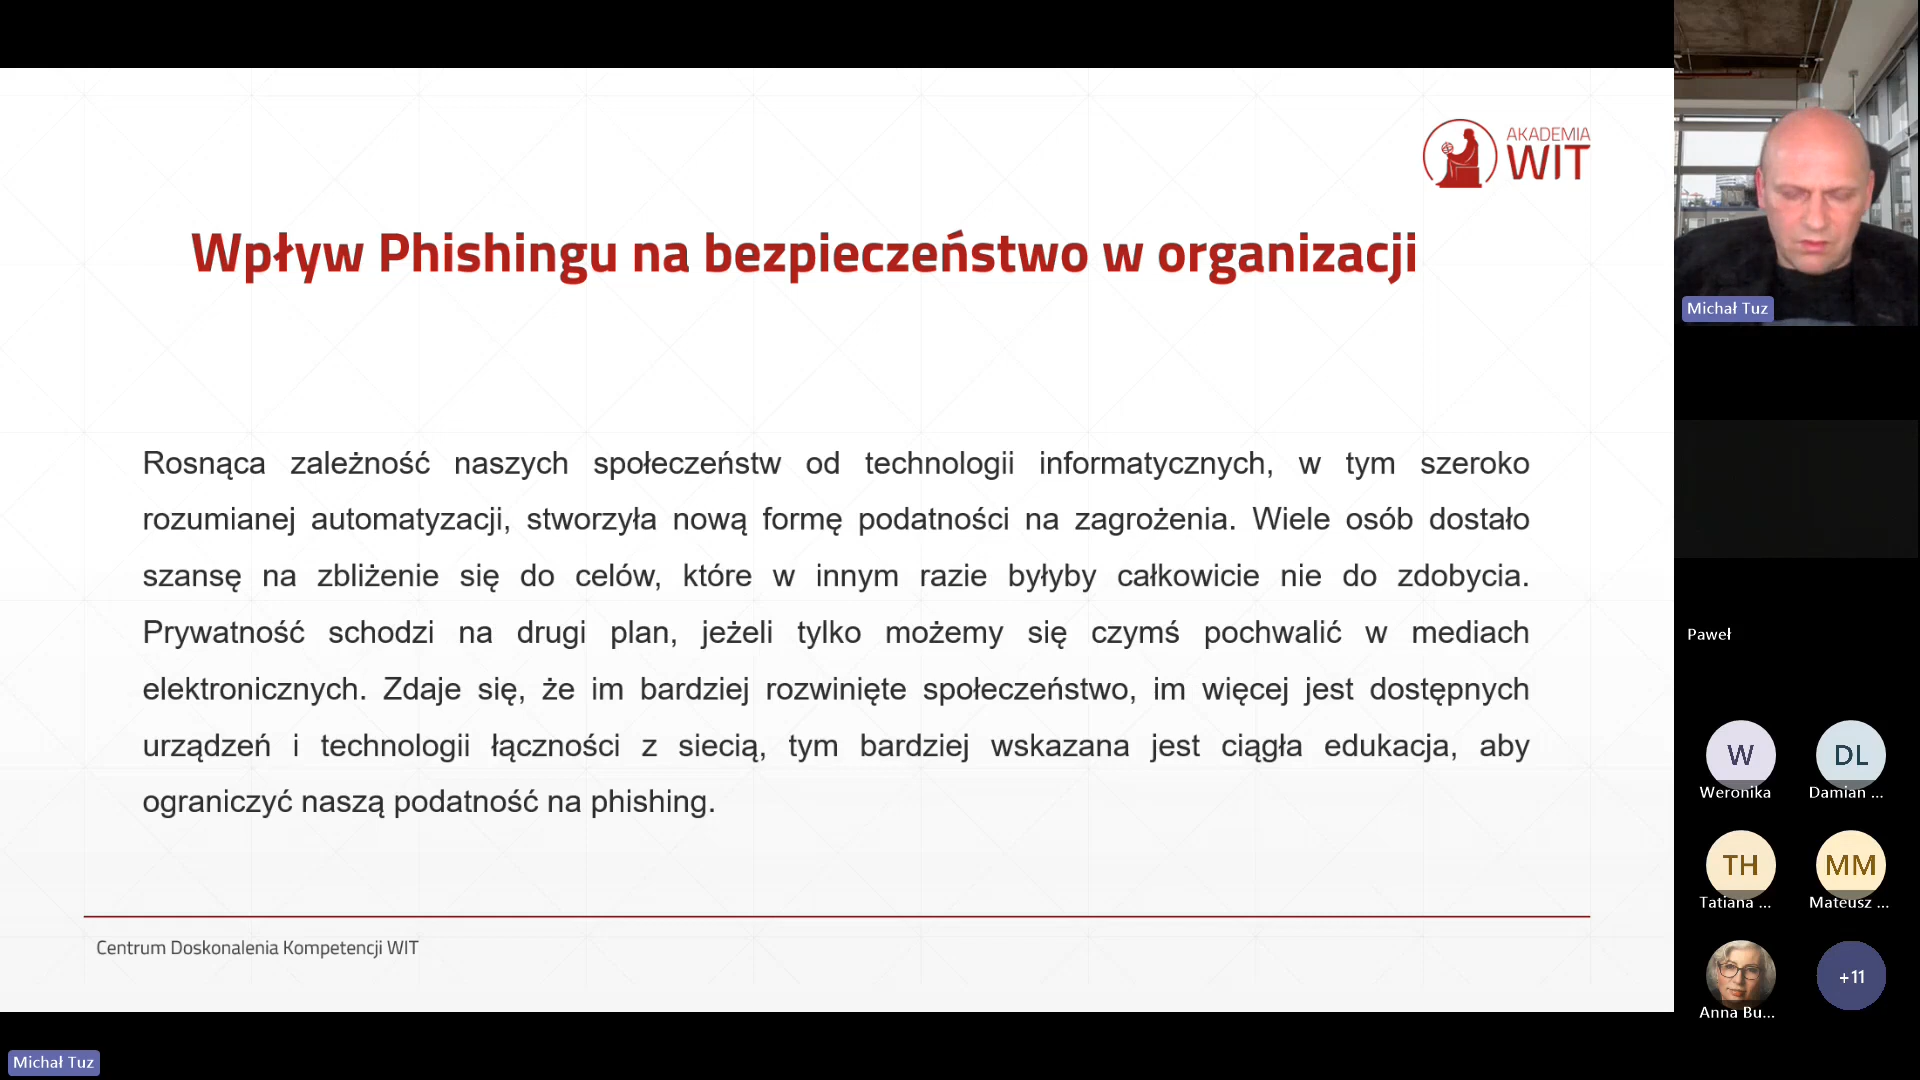 AKADEMIA
WIT
Wpływ Phishingu na bezpieczeństwo w organizacji
Rosnąca zależność naszych społeczeństw od technologii informatycznych, w tym szeroko
rozumianej automatyzacji, stworzyła nową formę podatności na zagrożenia. Wiele osób dostało
szansę na zbliżenie się do celów, które w innym razie byłyby całkowicie nie do zdobycia.
Prywatność schodzi na drugi plan, jeżeli tylko możemy się czymś pochwalić w mediach
elektronicznych. Zdaje się, że im bardziej rozwinięte społeczeństwo, im więcej jest dostępnych
urządzeń i technologii łączności z siecią, tym bardziej wskazana jest ciągła edukacja, aby
ograniczyć naszą podatność na phishing.
Centrum Doskonalenia Kompetencji WIT
Michał Tuz
Michał Tuz
Paweł
W
Weronika
DL
Damian ...
TH
Tatiana ...
MM
Mateusz ...
Anna Bu...
+11